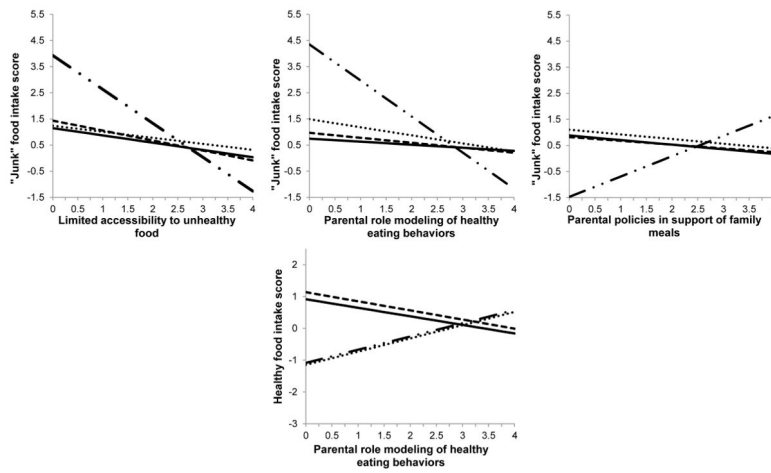 "Junk" food intake score
5.5
4.5
3.5
2.5
1.5
0.5
-0.5
-1.5
0 0.5 1 1.5 2 2.5 3 3.5 4
Limited accessibility to unhealthy
food
"Junk" food intake score
5.5
4.5
3.5
2.5
1.5
0.5
-0.5
-1.5
0 0.5 1 1.5 2 2.5 3 3.5 4
Parental role modeling of healthy
eating behaviors
"Junk" food intake score
5.5
4.5
3.5
2.5
1.5
0.5
-0.5
-1.5
0 0.5 1 1.5 2 2.5 3 3.5 4
Parental policies in support of family
meals
Healthy food intake score
2
1
0
-1
-2
-3
0 0.5 1 1.5 2 2.5 3 3.5 4
Parental role modeling of healthy
eating behaviors